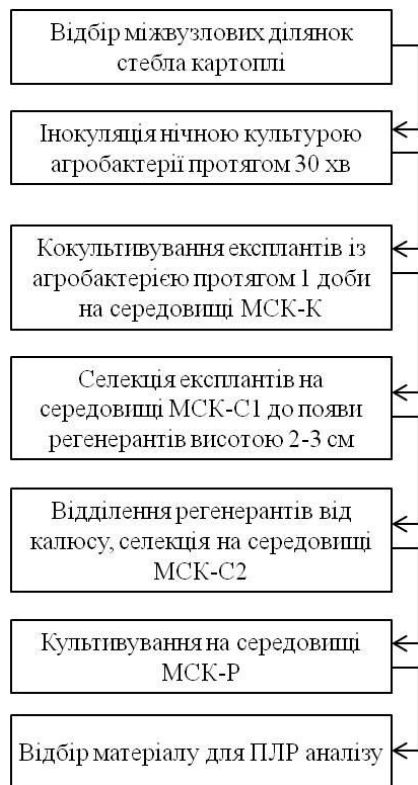 Відбір міжвузлових ділянок
стебла картоплі
Інокуляція нічною культурою
агробактерії протягом 30 хв
Кокультивування експлантів із
агробактерією протягом 1 доби
на середовищі МСК-К
Селекція експлантів на
середовищі МСК-С1 до появи
регенерантів висотою 2-3 см
Відділення регенерантів від
калюсу, селекція на середовищі
МСК-С2
Культивування на середовищі
МСК-Р
Відбір матеріалу для ПЛР аналізу